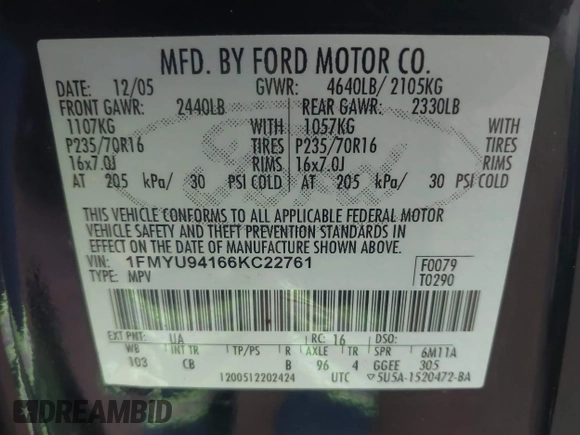 MFD. BY FORD MOTOR CO.
DATE: 12/05 GVWR: 4640LB/ 2105KG
FRONT GAWR: 2440LB REAR GAWR: 2330LB
1107KG WITH 1057KG WITH
P235/70R16 TIRES P235/70R16 TIRES
16x7.0J RIMS 16x7.0J RIMS
AT 205 kPa/ 30 PSI COLD AT 205 kPa/ 30 PSI COLD
THIS VEHICLE CONFORMS TO ALL APPLICABLE FEDERAL MOTOR
VEHICLE SAFETY AND THEFT PREVENTION STANDARDS IN
EFFECT ON THE DATE OF MANUFACTURE SHOWN ABOVE.
VIN: 1FMYU94166KC22761 F0079
TYPE: MPV T0290
EXT PNT: UA RC: 16 DSO:
WB INT TR TP/PS R AXLE TR SPR 6M11A
103 CB B 96 4 GGEE 305
1200512202424 UTC 5U5A-1520472-BA
DREAMBID